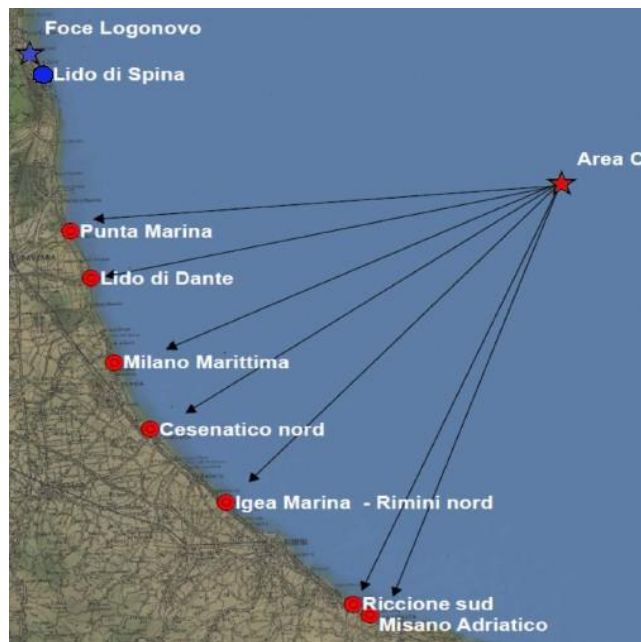 Foce Logonovo
Lido di Spina
Area C
Punta Marina
Lido di Dante
Milano Marittima
Cesenatico nord
Igea Marina - Rimini nord
Riccione sud
Misano Adriatico